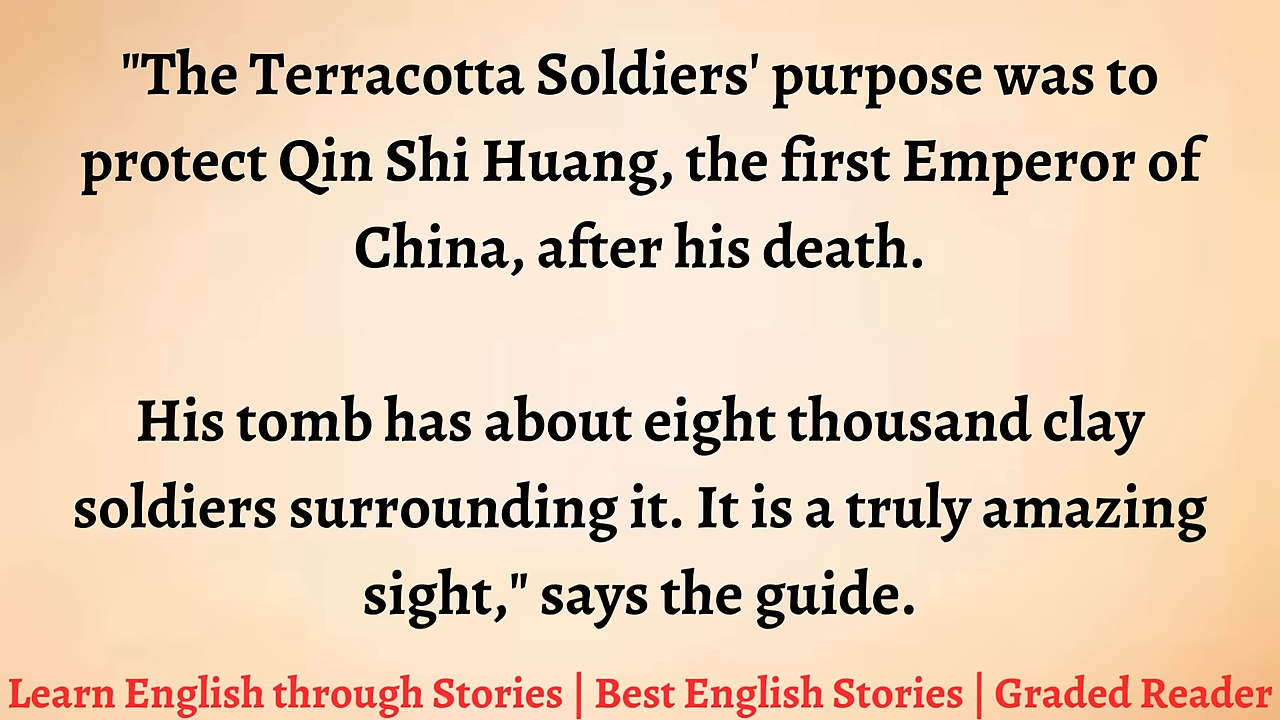 "The Terracotta Soldiers' purpose was to
protect Qin Shi Huang, the first Emperor of
China, after his death.
His tomb has about eight thousand clay
soldiers surrounding it. It is a truly amazing
sight," says the guide.
Learn English through Stories | Best English Stories | Graded Reader